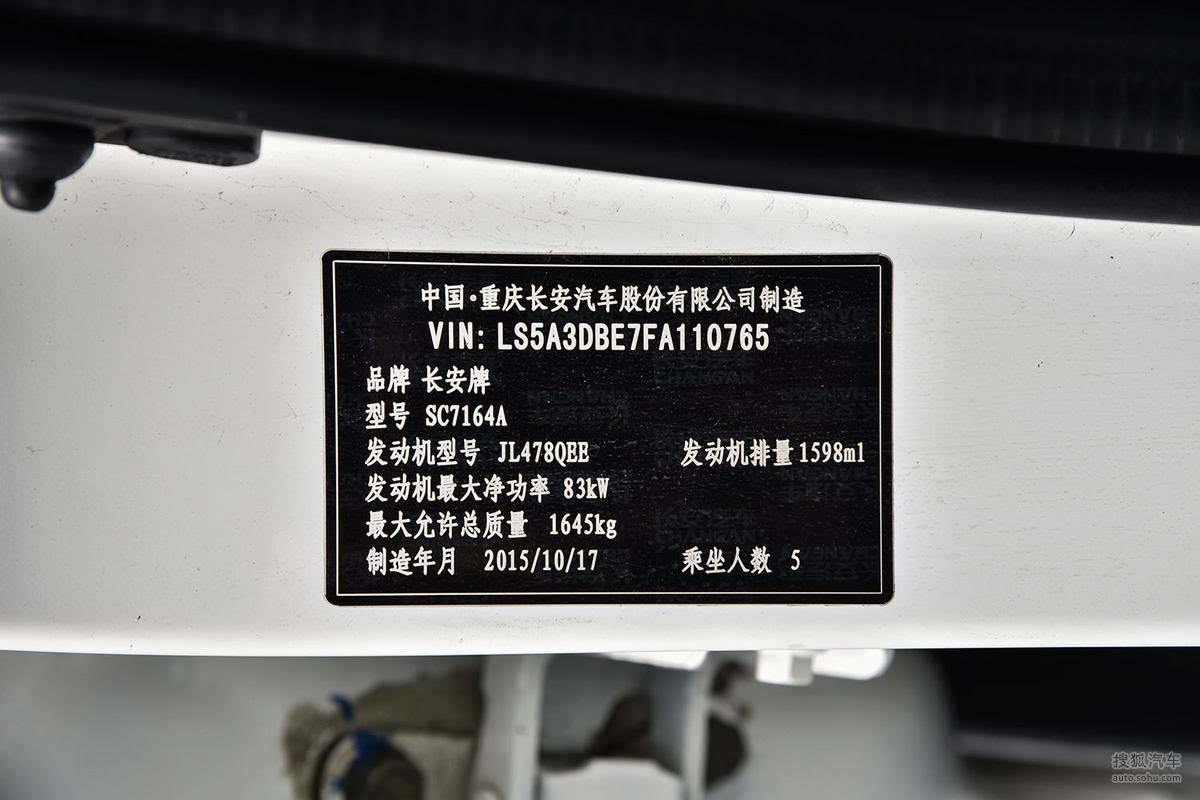 中国·重庆长安汽车股份有限公司制造
VIN: LS5A3DBE7FA110765
品牌 长安牌
型号 SC7164A
发动机型号 JL478QEE 发动机排量 1598ml
发动机最大净功率 83kW
最大允许总质量 1645kg
制造年月 2015/10/17 乘坐人数 5
搜狐汽车
auto.sohu.com